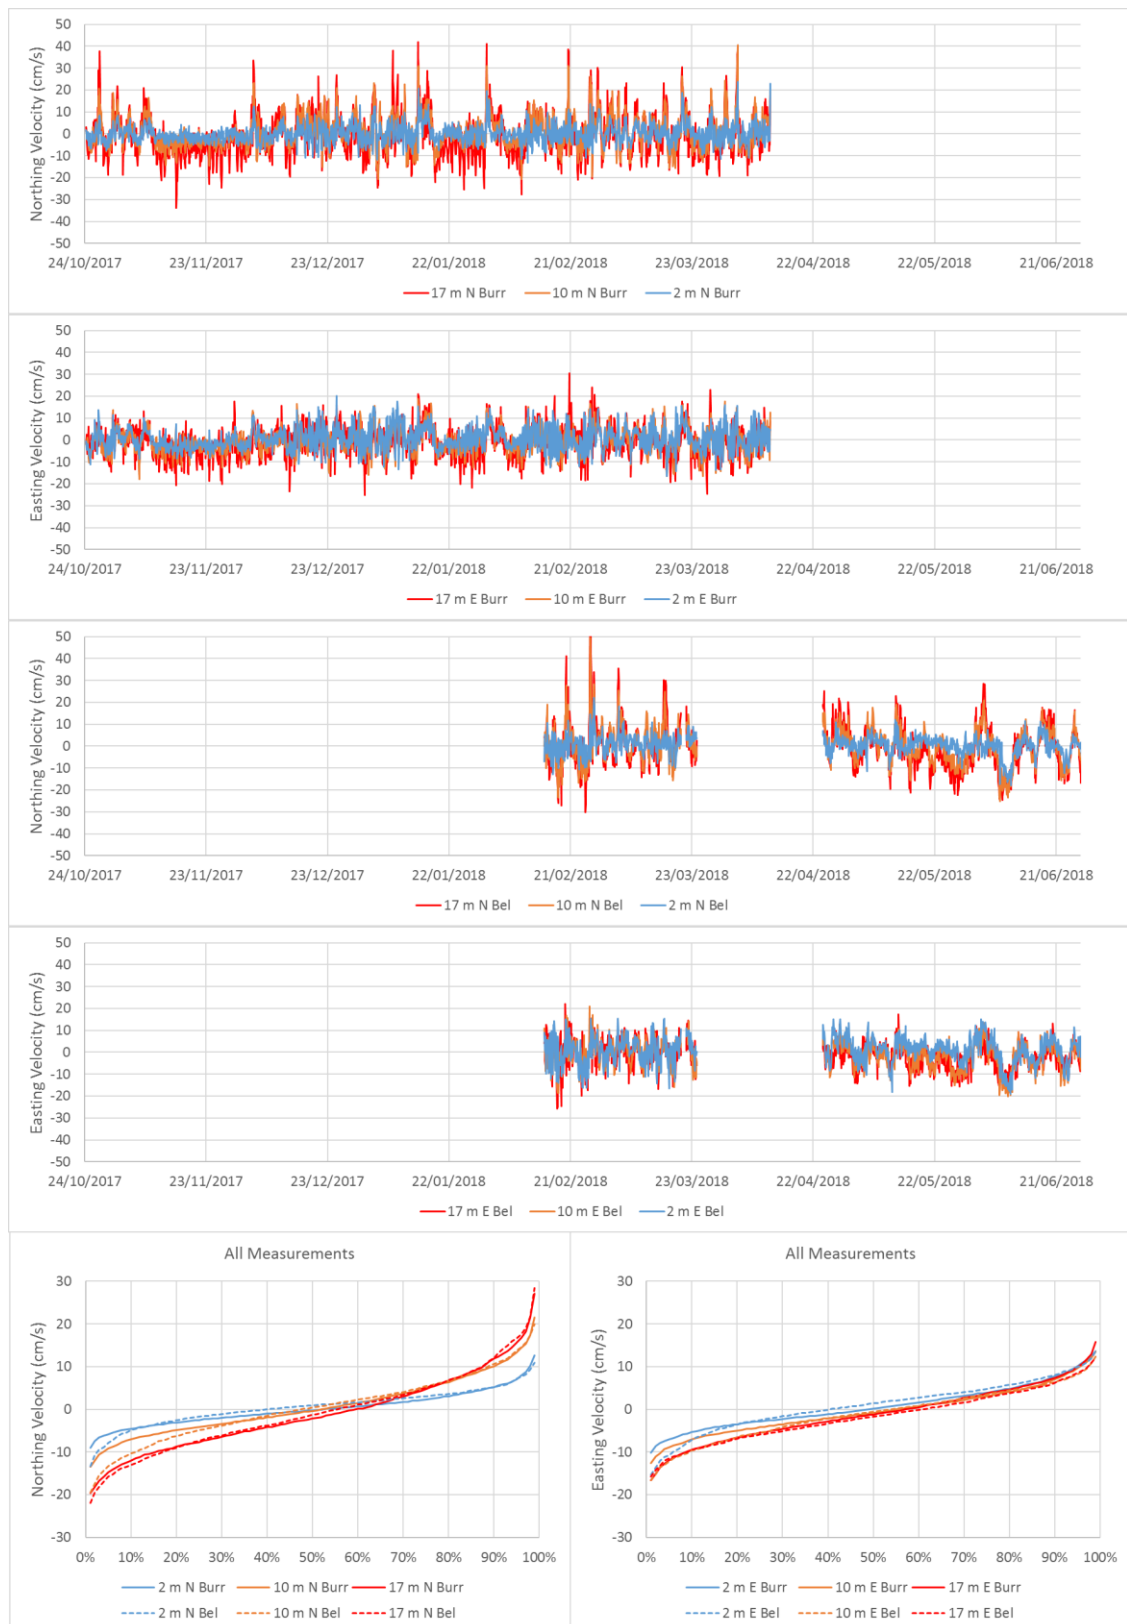 50
40
30
20
10
0
-10
-20
-30
-40
-50
Northing Velocity (cm/s)
24/10/2017 23/11/2017 23/12/2017 22/01/2018 21/02/2018 23/03/2018 22/04/2018 22/05/2018 21/06/2018
17 m N Burr 10 m N Burr 2 m N Burr
50
40
30
20
10
0
-10
-20
-30
-40
-50
Easting Velocity (cm/s)
24/10/2017 23/11/2017 23/12/2017 22/01/2018 21/02/2018 23/03/2018 22/04/2018 22/05/2018 21/06/2018
17 m E Burr 10 m E Burr 2 m E Burr
50
40
30
20
10
0
-10
-20
-30
-40
-50
Northing Velocity (cm/s)
24/10/2017 23/11/2017 23/12/2017 22/01/2018 21/02/2018 23/03/2018 22/04/2018 22/05/2018 21/06/2018
17 m N Bel 10 m N Bel 2 m N Bel
50
40
30
20
10
0
-10
-20
-30
-40
-50
Easting Velocity (cm/s)
24/10/2017 23/11/2017 23/12/2017 22/01/2018 21/02/2018 23/03/2018 22/04/2018 22/05/2018 21/06/2018
17 m E Bel 10 m E Bel 2 m E Bel
All Measurements
30
20
10
0
-10
-20
-30
Northing Velocity (cm/s)
0% 10% 20% 30% 40% 50% 60% 70% 80% 90% 100%
2 m N Burr 10 m N Burr 17 m N Burr
2 m N Bel 10 m N Bel 17 m N Bel
All Measurements
30
20
10
0
-10
-20
-30
Easting Velocity (cm/s)
0% 10% 20% 30% 40% 50% 60% 70% 80% 90% 100%
2 m E Burr 10 m E Burr 17 m E Burr
2 m E Bel 10 m E Bel 17 m E Bel